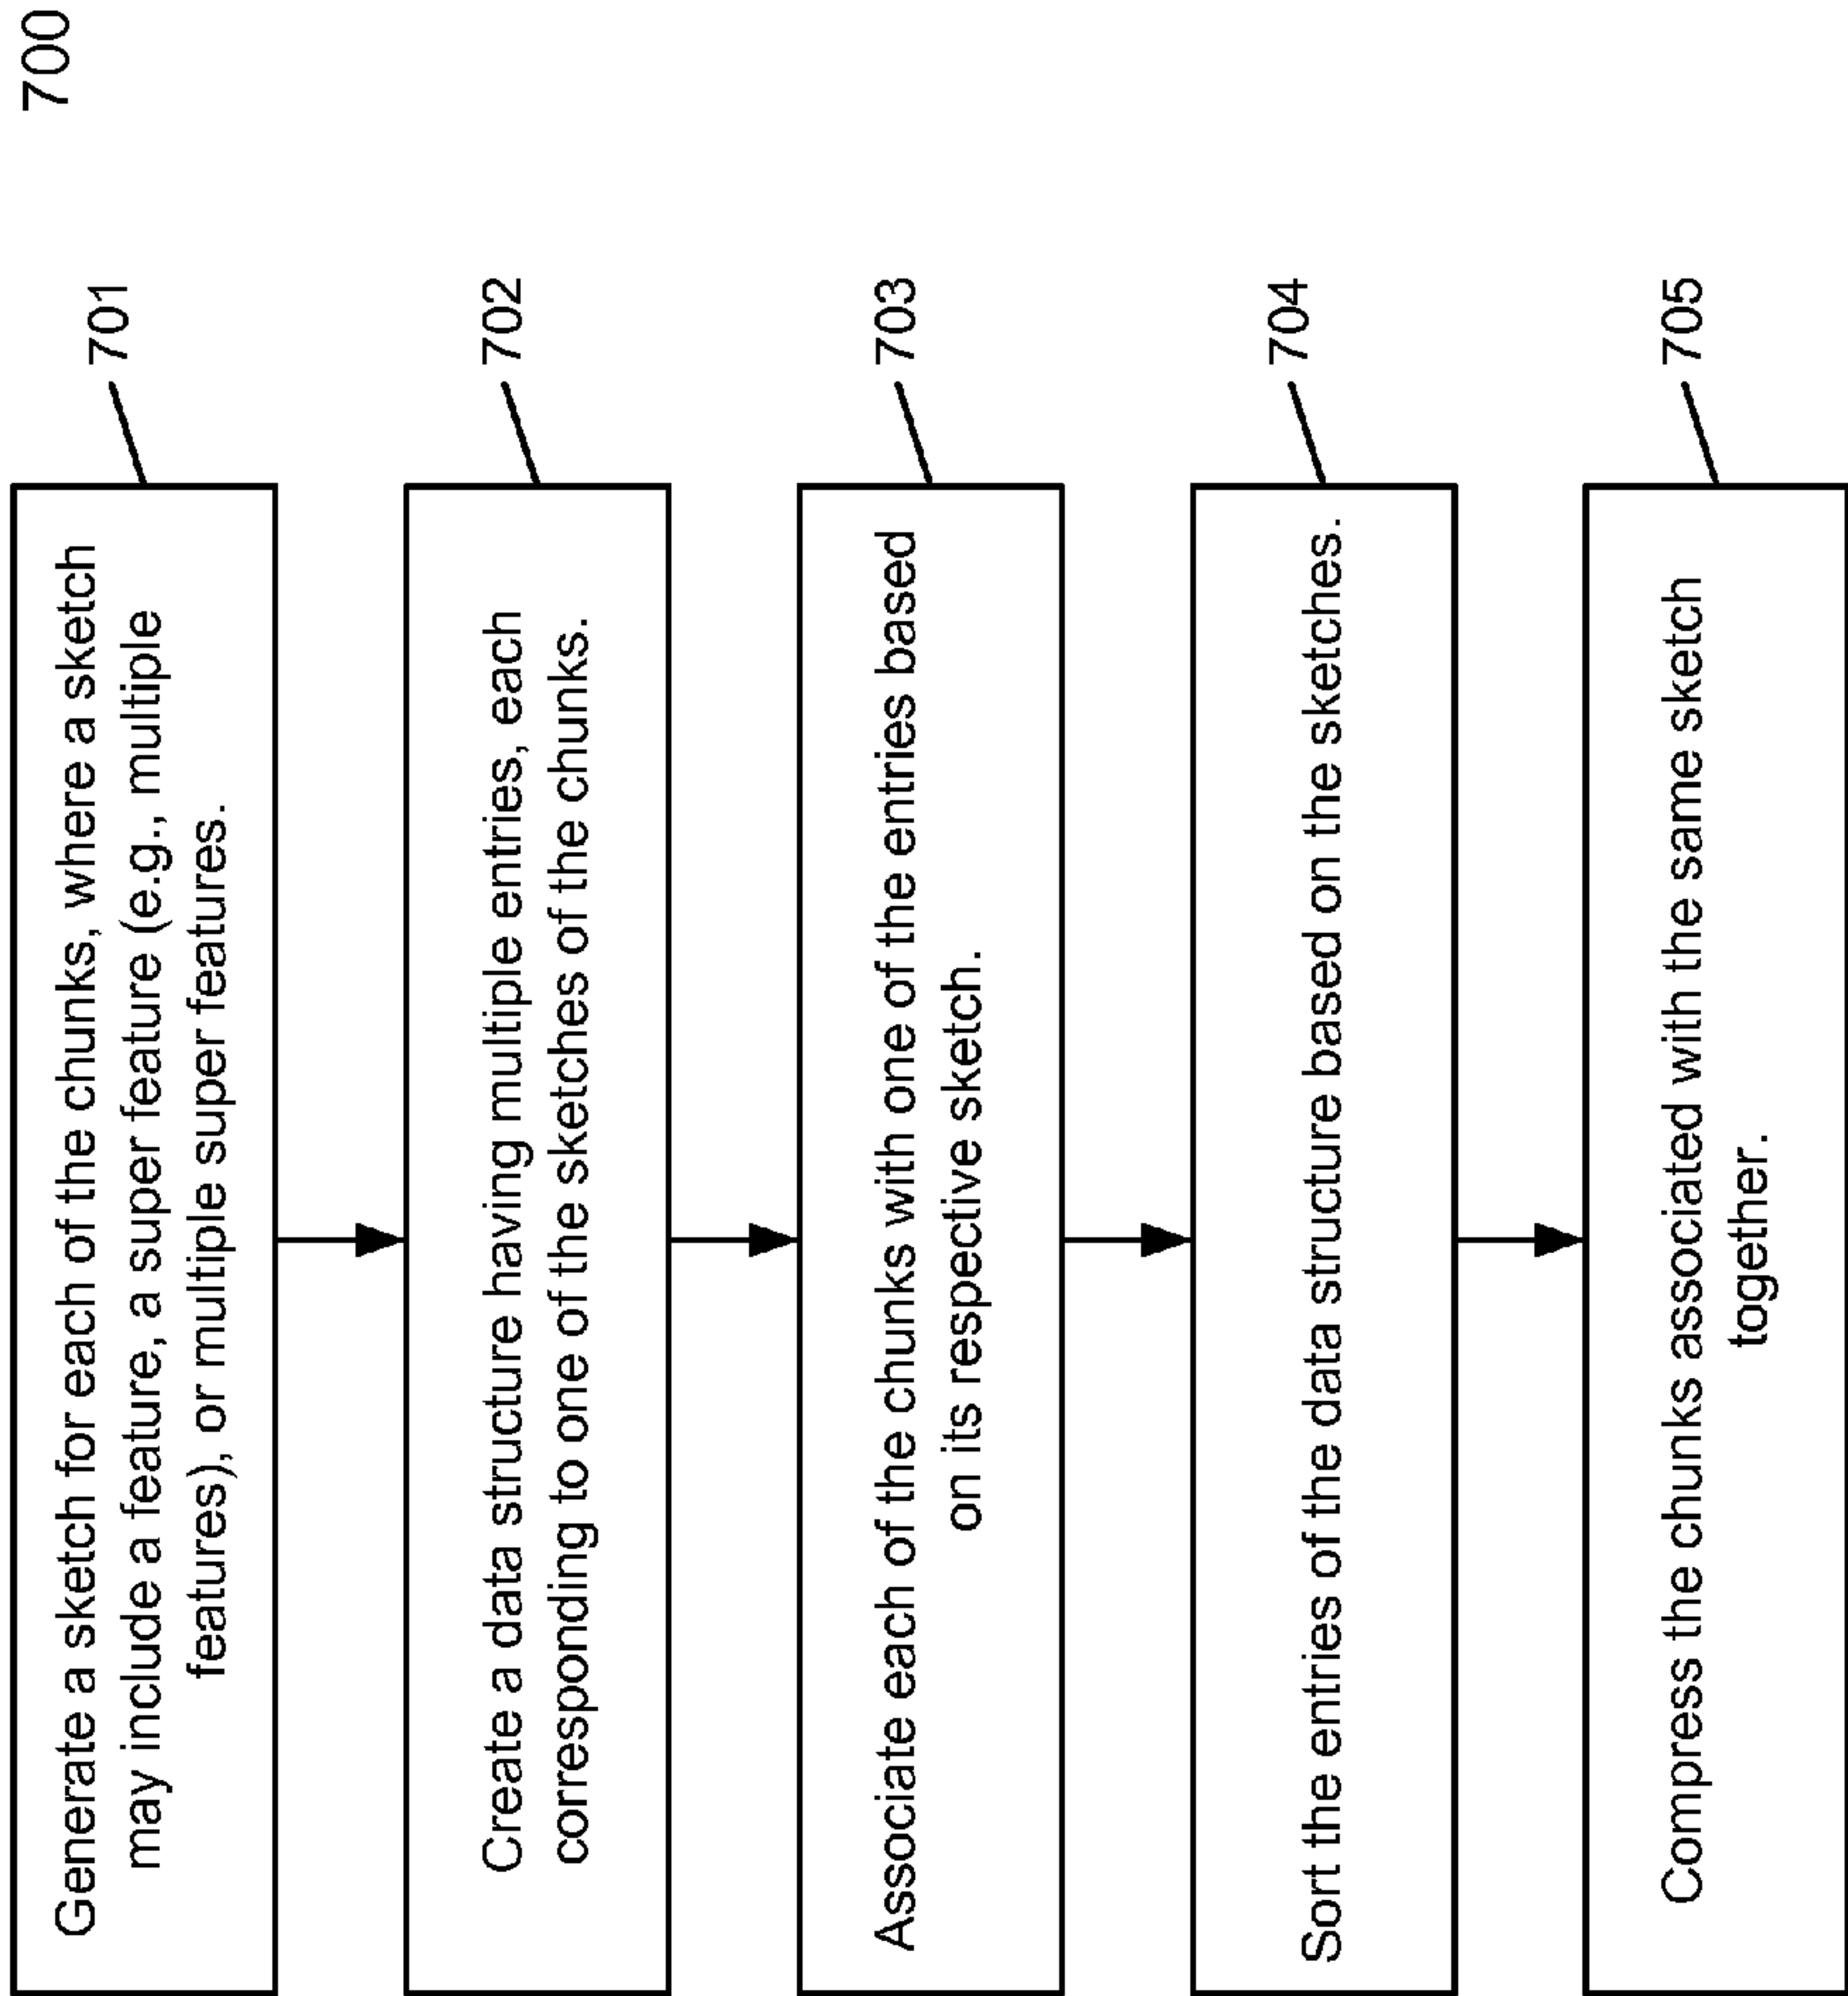 700
Generate a sketch for each of the chunks, where a sketch
may include a feature, a super feature (e.g., multiple
features), or multiple super features.
701
Create a data structure having multiple entries, each
corresponding to one of the sketches of the chunks.
702
Associate each of the chunks with one of the entries based
on its respective sketch.
703
Sort the entries of the data structure based on the sketches.
704
Compress the chunks associated with the same sketch
together.
705